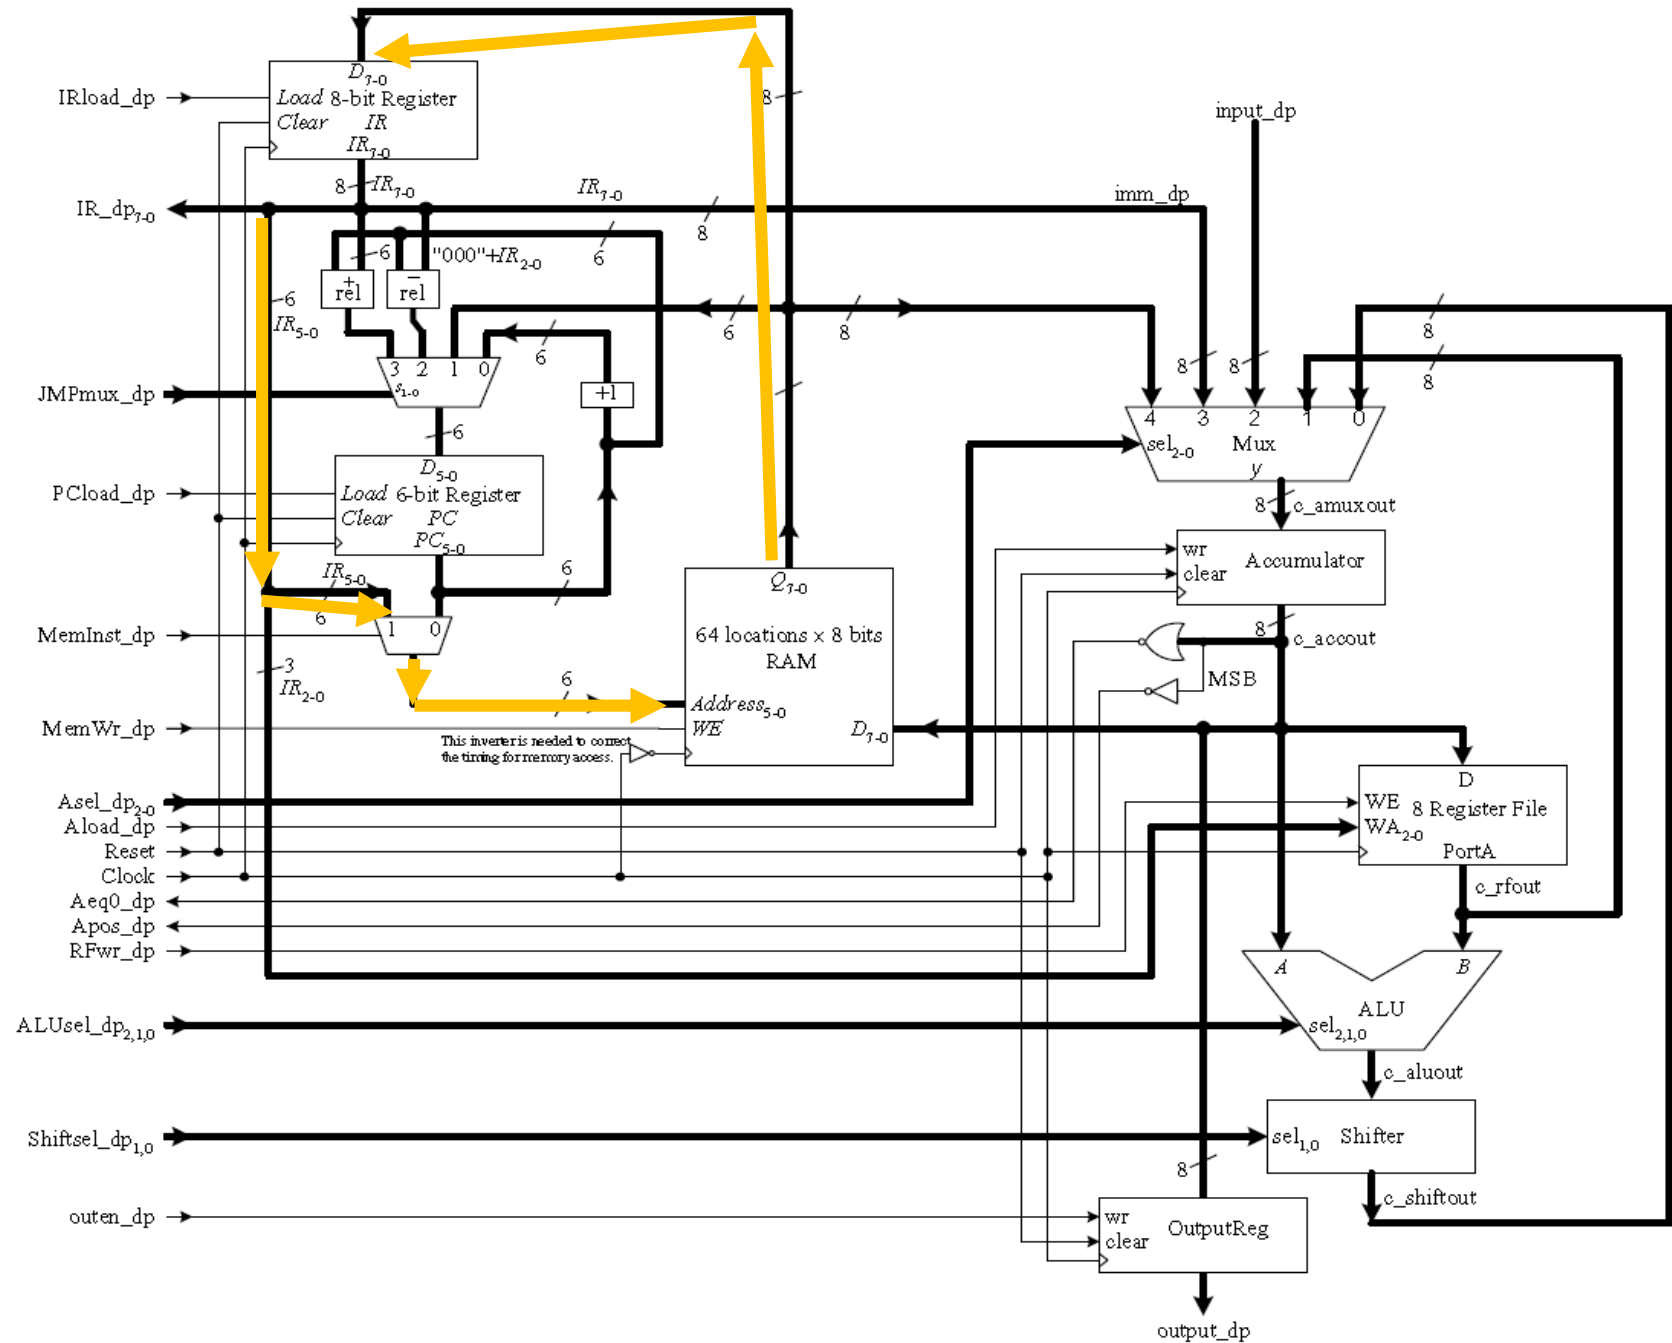 D7-0
IRload_dp
Load 8-bit Register
Clear IR
IR7-0
8
IR7-0
IR_dp7-0
IR7-0
8
imm_dp
input_dp
8
6
"000"+IR2-0
6
+
rel
−
rel
6
IR5-0
6
8
8
8
8
8
6
3 2 1 0
s1-0
JMPmux_dp
+1
6
4 3 2 1 0
sel2-0
Mux
y
D5-0
PCload_dp
Load 6-bit Register
Clear PC
PC5-0
8
c_amuxout
wr
clear
Accumulator
IR5-0
6
6
Q7-0
1 0
MemInst_dp
64 locations × 8 bits
RAM
8
c_accout
MSB
3
IR2-0
6
Address5-0
MemWr_dp
WE
D7-0
This inverter is needed to correct
the timing for memory access.
D
Asel_dp2-0
WE
8 Register File
Aload_dp
WA2-0
Reset
PortA
Clock
c_rfout
Aeq0_dp
Apos_dp
RFwr_dp
A
B
ALU
ALUsel_dp2,1,0
sel2,1,0
c_aluout
Shiftsel_dp1,0
sel1,0
Shifter
8
c_shiftout
outen_dp
wr
clear
OutputReg
output_dp